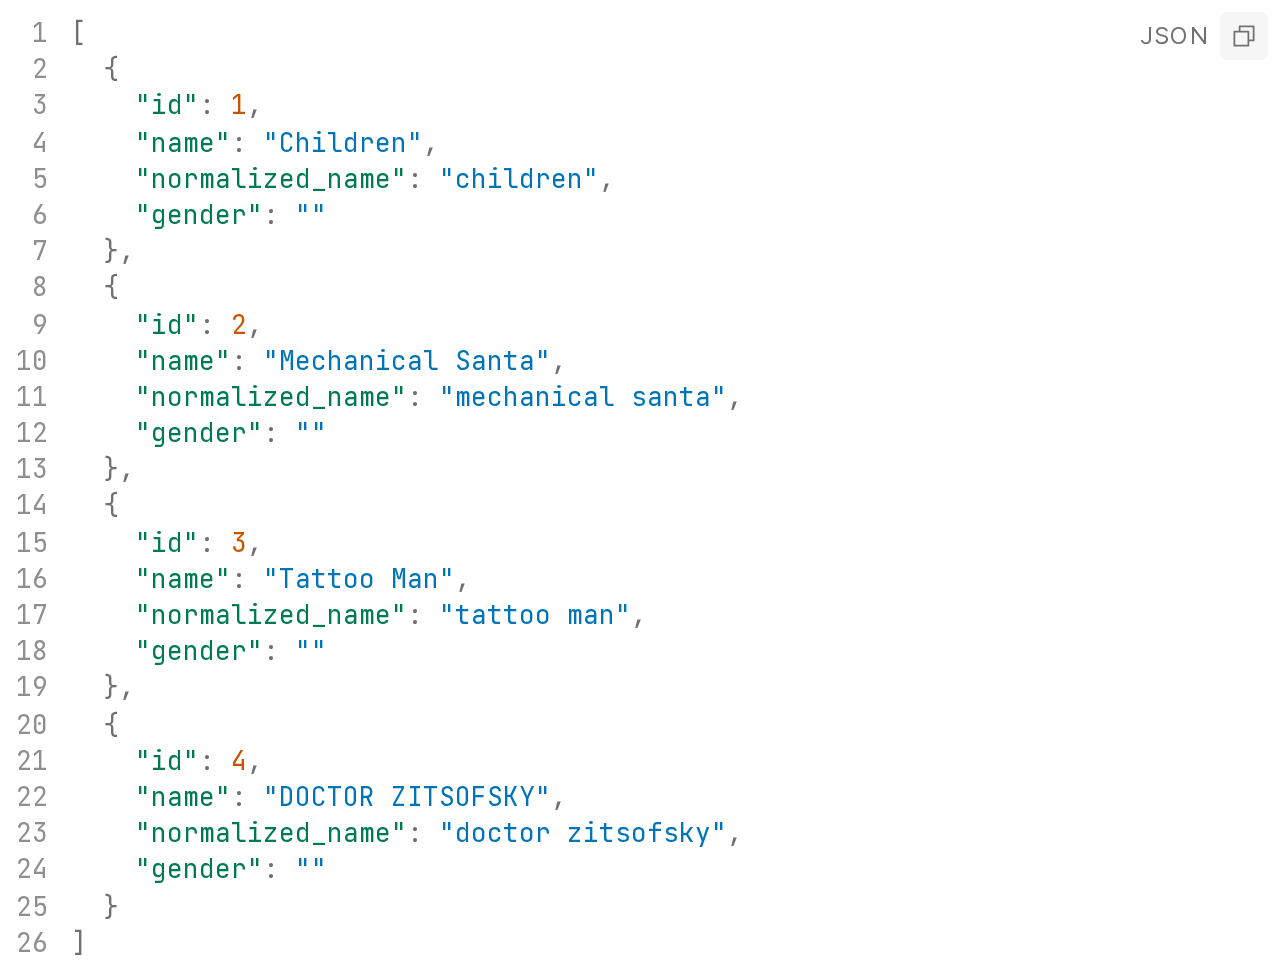 JSON
1 [
2   {
3     "id": 1,
4     "name": "Children",
5     "normalized_name": "children",
6     "gender": ""
7   },
8   {
9     "id": 2,
10     "name": "Mechanical Santa",
11     "normalized_name": "mechanical santa",
12     "gender": ""
13   },
14   {
15     "id": 3,
16     "name": "Tattoo Man",
17     "normalized_name": "tattoo man",
18     "gender": ""
19   },
20   {
21     "id": 4,
22     "name": "DOCTOR ZITSOFSKY",
23     "normalized_name": "doctor zitsofsky",
24     "gender": ""
25   }
26 ]